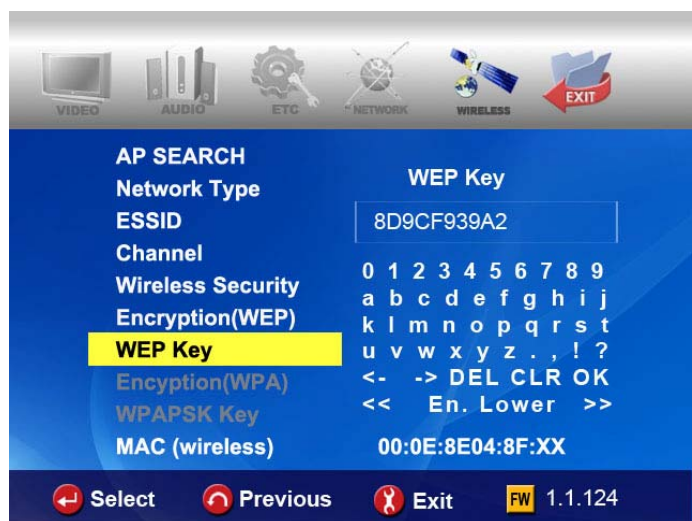 VIDEO AUDIO ETC NETWORK WIRELESS EXIT
AP SEARCH
Network Type
ESSID
Channel
Wireless Security
Encryption(WEP)
WEP Key
Encyption(WPA)
WPAPSK Key
MAC (wireless)
WEP Key
8D9CF939A2
0 1 2 3 4 5 6 7 8 9
a b c d e f g h i j
k l m n o p q r s t
u v w x y z . , ! ?
<- -> DEL CLR OK
<< En. Lower >>
00:0E:8E04:8F:XX
Select Previous Exit FW 1.1.124